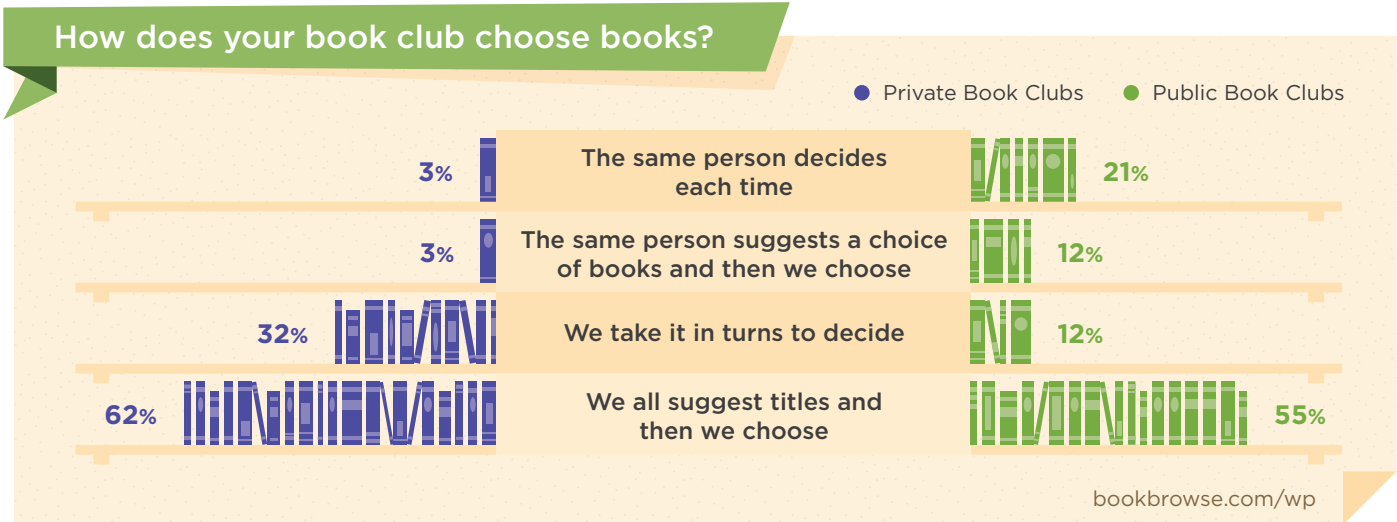 How does your book club choose books?
Private Book Clubs
Public Book Clubs
3%
The same person decides
each time
21%
3%
The same person suggests a choice
of books and then we choose
12%
32%
We take it in turns to decide
12%
62%
We all suggest titles and
then we choose
55%
bookbrowse.com/wp